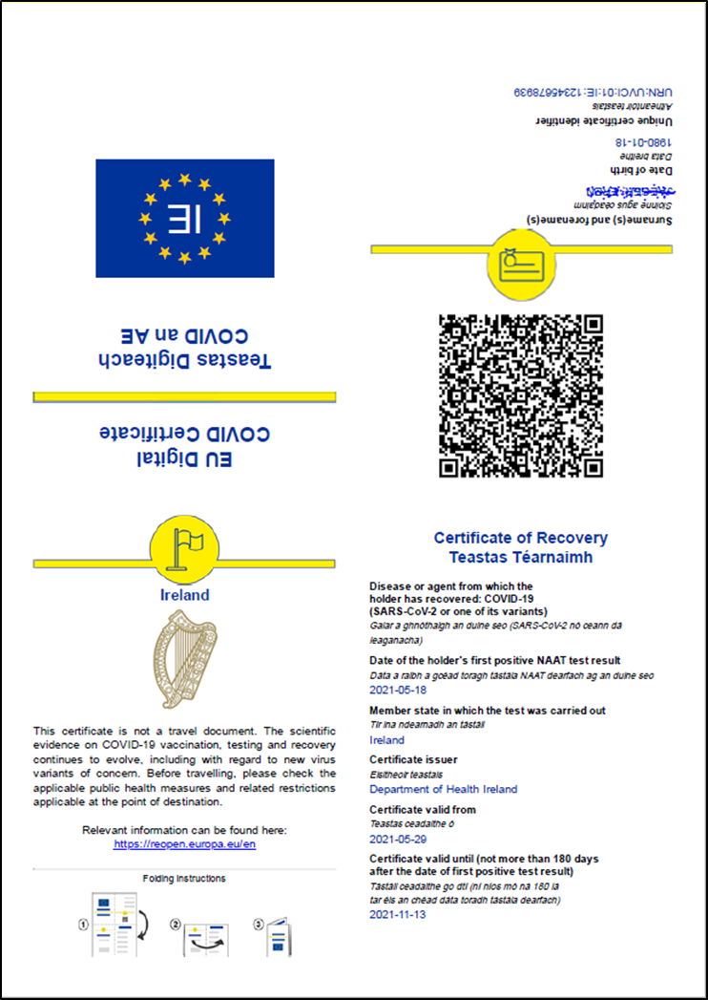 EU Digital
COVID Certificate
Teastas Digiteach
COVID an AE
IE
Surname(s) and forename(s)
Sloinne agus céadainm
Date of birth
Dáta breithe
1980-01-18
Unique certificate identifier
Aitheantóir teastais
URN:UVCI:01:IE:12345678939
Ireland
This certificate is not a travel document. The scientific
evidence on COVID-19 vaccination, testing and recovery
continues to evolve, including with regard to new virus
variants of concern. Before travelling, please check the
applicable public health measures and related restrictions
applicable at the point of destination.
Relevant information can be found here:
https://reopen.europa.eu/en
Folding instructions
1
2
3
Certificate of Recovery
Teastas Téarnaimh
Disease or agent from which the
holder has recovered: COVID-19
(SARS-CoV-2 or one of its variants)
Galar a ghnóthaigh an duine seo (SARS-CoV-2 nó ceann dá
leaganacha)
Date of the holder's first positive NAAT test result
Dáta a raibh a gcéad toragh tástála NAAT dearfach ag an duine seo
2021-05-18
Member state in which the test was carried out
Tír ina ndearnadh an tástáil
Ireland
Certificate issuer
Eisitheoir teastais
Department of Health Ireland
Certificate valid from
Teastas ceadaithe ó
2021-05-29
Certificate valid until (not more than 180 days
after the date of first positive test result)
Tástáil ceadaithe go dtí (ní níos mó ná 180 lá
tar éis an chéad dáta toradh tástála dearfach)
2021-11-13